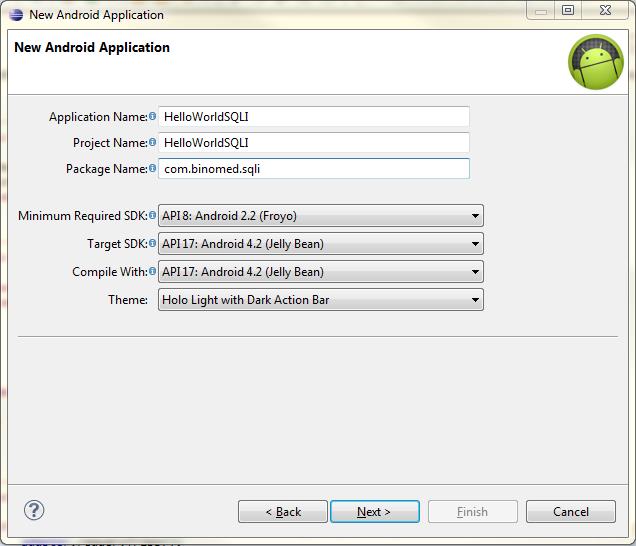 New Android Application
New Android Application
Application Name: HelloWorldSQLI
Project Name: HelloWorldSQLI
Package Name: com.binomed.sqli
Minimum Required SDK: API 8: Android 2.2 (Froyo)
Target SDK: API 17: Android 4.2 (Jelly Bean)
Compile With: API 17: Android 4.2 (Jelly Bean)
Theme: Holo Light with Dark Action Bar
? < Back Next > Finish Cancel